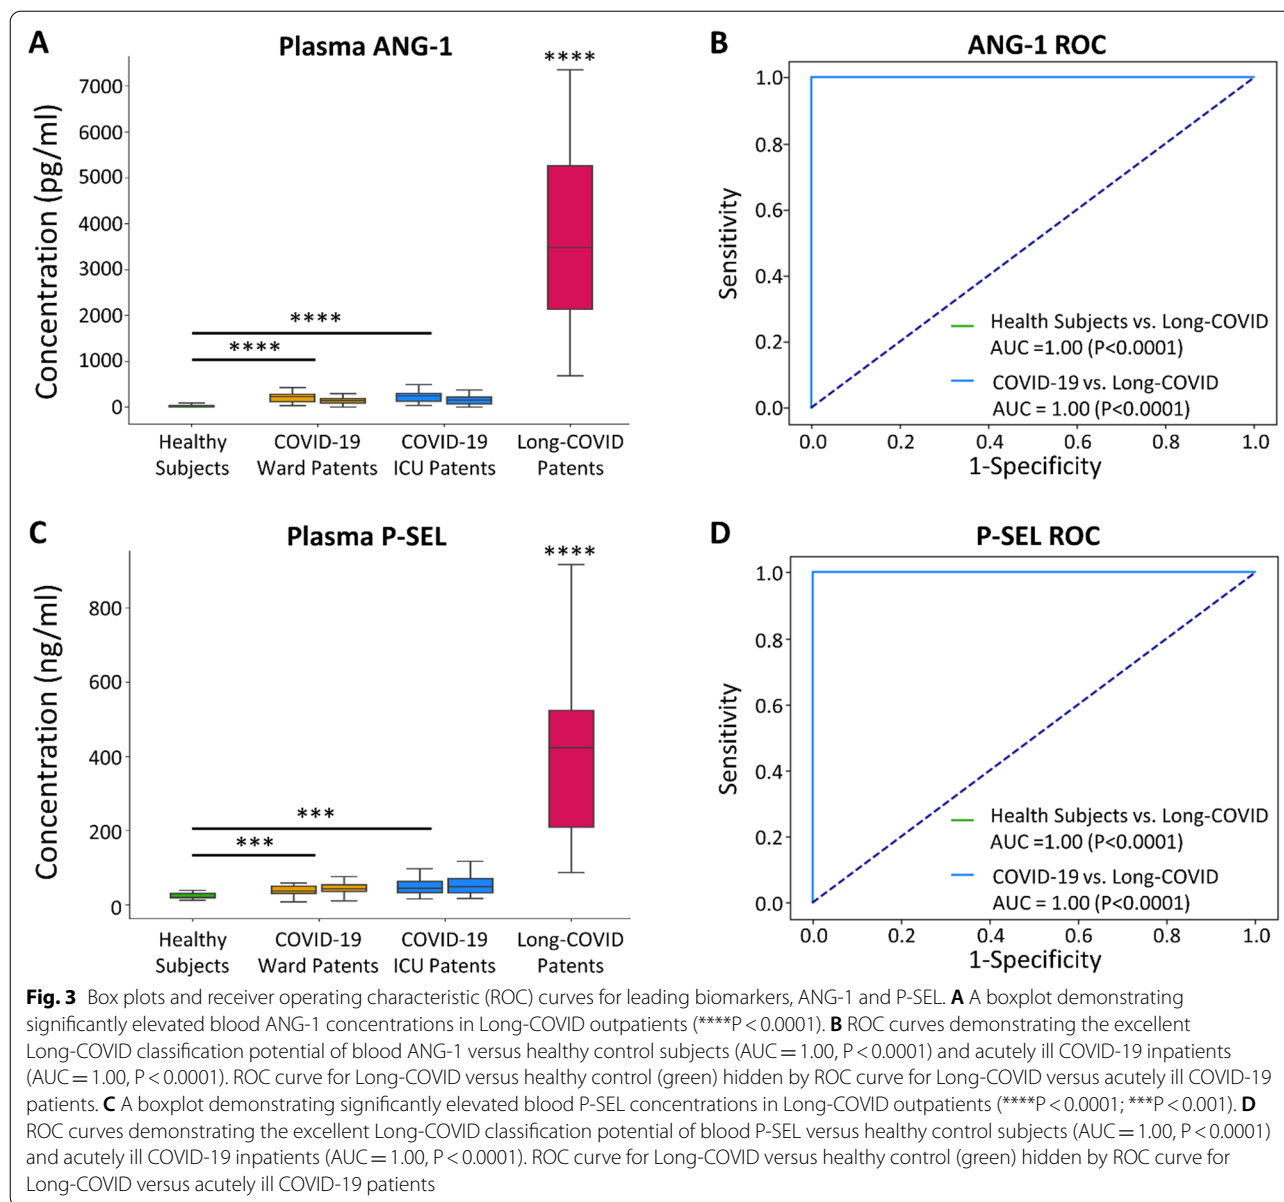 A
Plasma ANG-1
****
Concentration (pg/ml)
7000
6000
5000
4000
3000
2000
1000
0
****
****
Healthy
Subjects
COVID-19
Ward Patents
COVID-19
ICU Patents
Long-COVID
Patents
B
ANG-1 ROC
Sensitivity
1.0
0.8
0.6
0.4
0.2
0.0
Health Subjects vs. Long-COVID
AUC =1.00 (P<0.0001)
COVID-19 vs. Long-COVID
AUC = 1.00 (P<0.0001)
0.0 0.2 0.4 0.6 0.8 1.0
1-Specificity
C
Plasma P-SEL
****
Concentration (ng/ml)
800
600
400
200
0
***
***
Healthy
Subjects
COVID-19
Ward Patents
COVID-19
ICU Patents
Long-COVID
Patents
D
P-SEL ROC
Sensitivity
1.0
0.8
0.6
0.4
0.2
0.0
Health Subjects vs. Long-COVID
AUC =1.00 (P<0.0001)
COVID-19 vs. Long-COVID
AUC = 1.00 (P<0.0001)
0.0 0.2 0.4 0.6 0.8 1.0
1-Specificity
Fig. 3 Box plots and receiver operating characteristic (ROC) curves for leading biomarkers, ANG-1 and P-SEL. A A boxplot demonstrating
significantly elevated blood ANG-1 concentrations in Long-COVID outpatients (****P < 0.0001). B ROC curves demonstrating the excellent
Long-COVID classification potential of blood ANG-1 versus healthy control subjects (AUC = 1.00, P < 0.0001) and acutely ill COVID-19 inpatients
(AUC = 1.00, P < 0.0001). ROC curve for Long-COVID versus healthy control (green) hidden by ROC curve for Long-COVID versus acutely ill COVID-19
patients. C A boxplot demonstrating significantly elevated blood P-SEL concentrations in Long-COVID outpatients (****P < 0.0001; ***P < 0.001). D
ROC curves demonstrating the excellent Long-COVID classification potential of blood P-SEL versus healthy control subjects (AUC = 1.00, P < 0.0001)
and acutely ill COVID-19 inpatients (AUC = 1.00, P < 0.0001). ROC curve for Long-COVID versus healthy control (green) hidden by ROC curve for
Long-COVID versus acutely ill COVID-19 patients